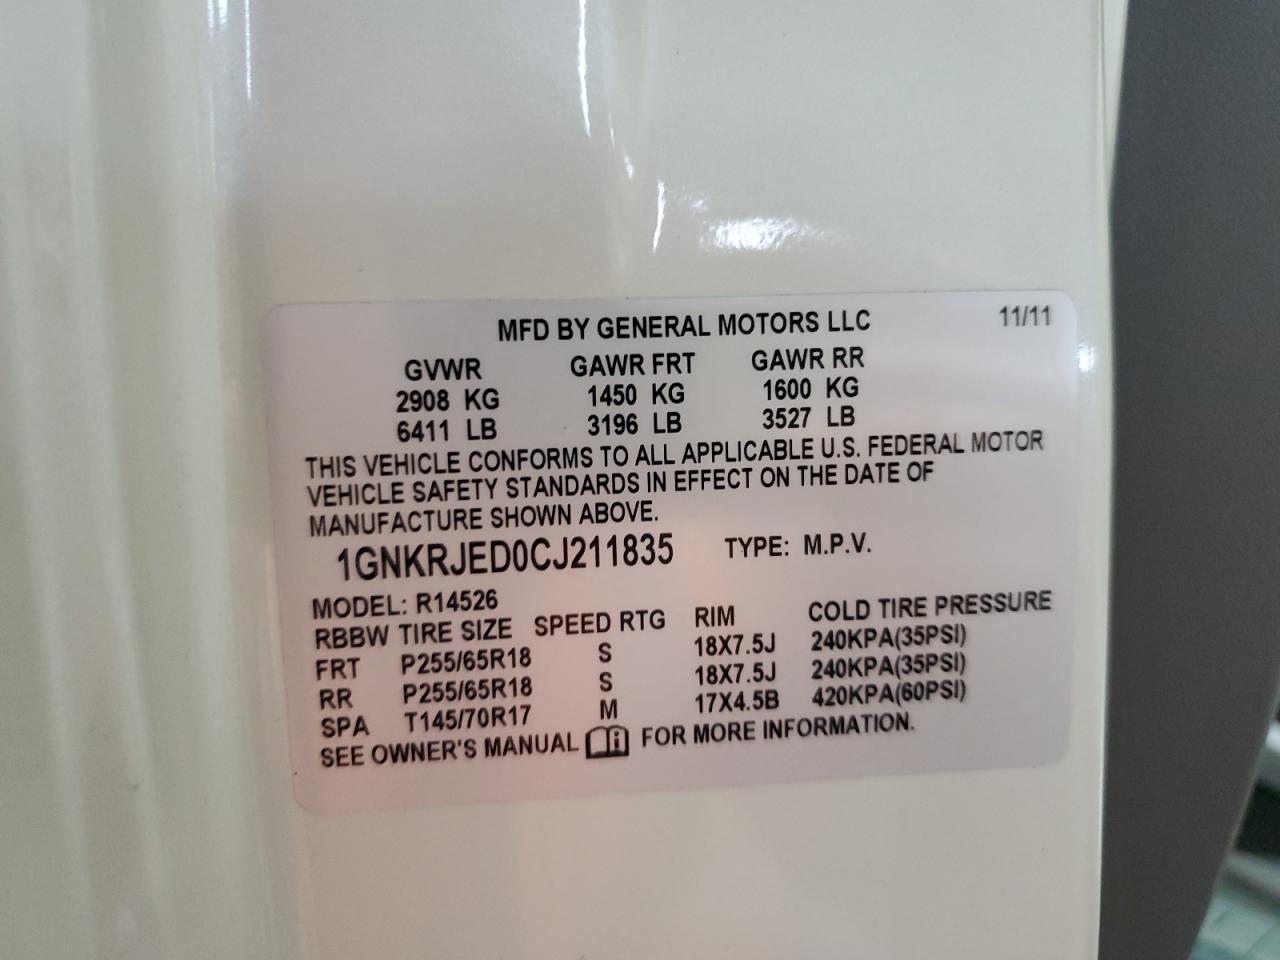 MFD BY GENERAL MOTORS LLC 11/11
GVWR GAWR FRT GAWR RR
2908 KG 1450 KG 1600 KG
6411 LB 3196 LB 3527 LB
THIS VEHICLE CONFORMS TO ALL APPLICABLE U.S. FEDERAL MOTOR
VEHICLE SAFETY STANDARDS IN EFFECT ON THE DATE OF
MANUFACTURE SHOWN ABOVE.
1GNKRJED0CJ211835 TYPE: M.P.V.
MODEL: R14526
RBBW TIRE SIZE SPEED RTG RIM COLD TIRE PRESSURE
FRT P255/65R18 S 18X7.5J 240KPA(35PSI)
RR P255/65R18 S 18X7.5J 240KPA(35PSI)
SPA T145/70R17 M 17X4.5B 420KPA(60PSI)
SEE OWNER'S MANUAL i FOR MORE INFORMATION.